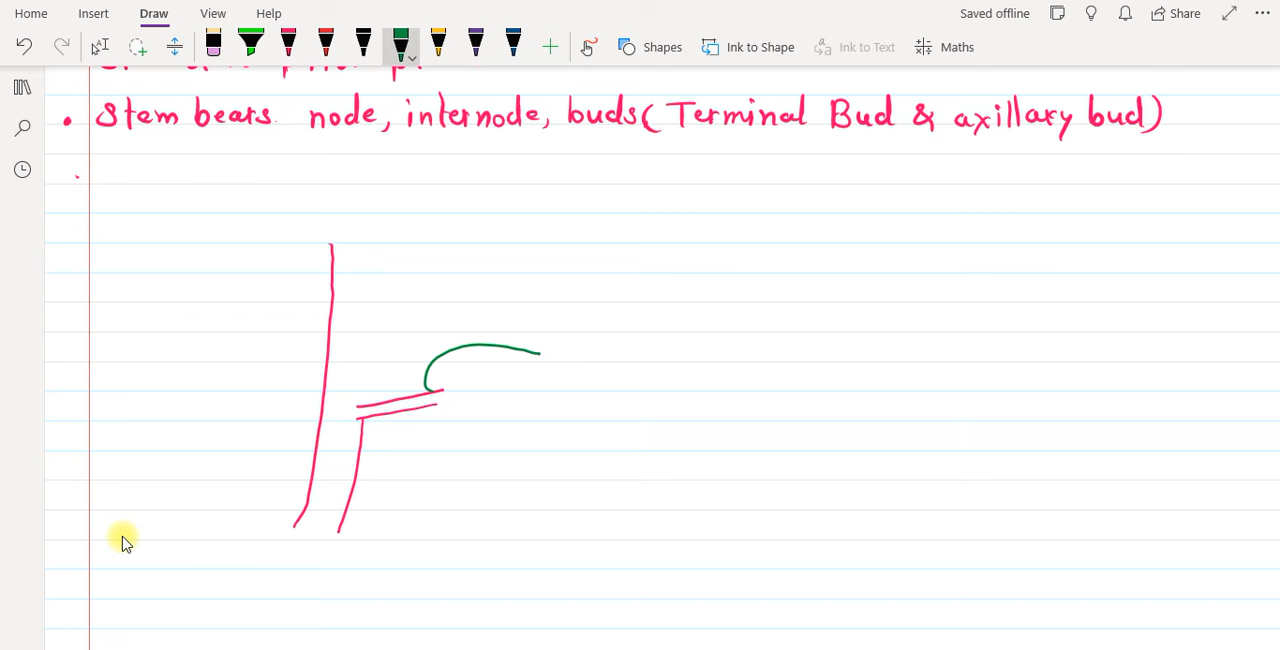 Home Insert Draw View Help Saved offline Share
Shapes Ink to Shape Ink to Text Maths
• Stem bears node, internode, buds( Terminal Bud & axillary bud)